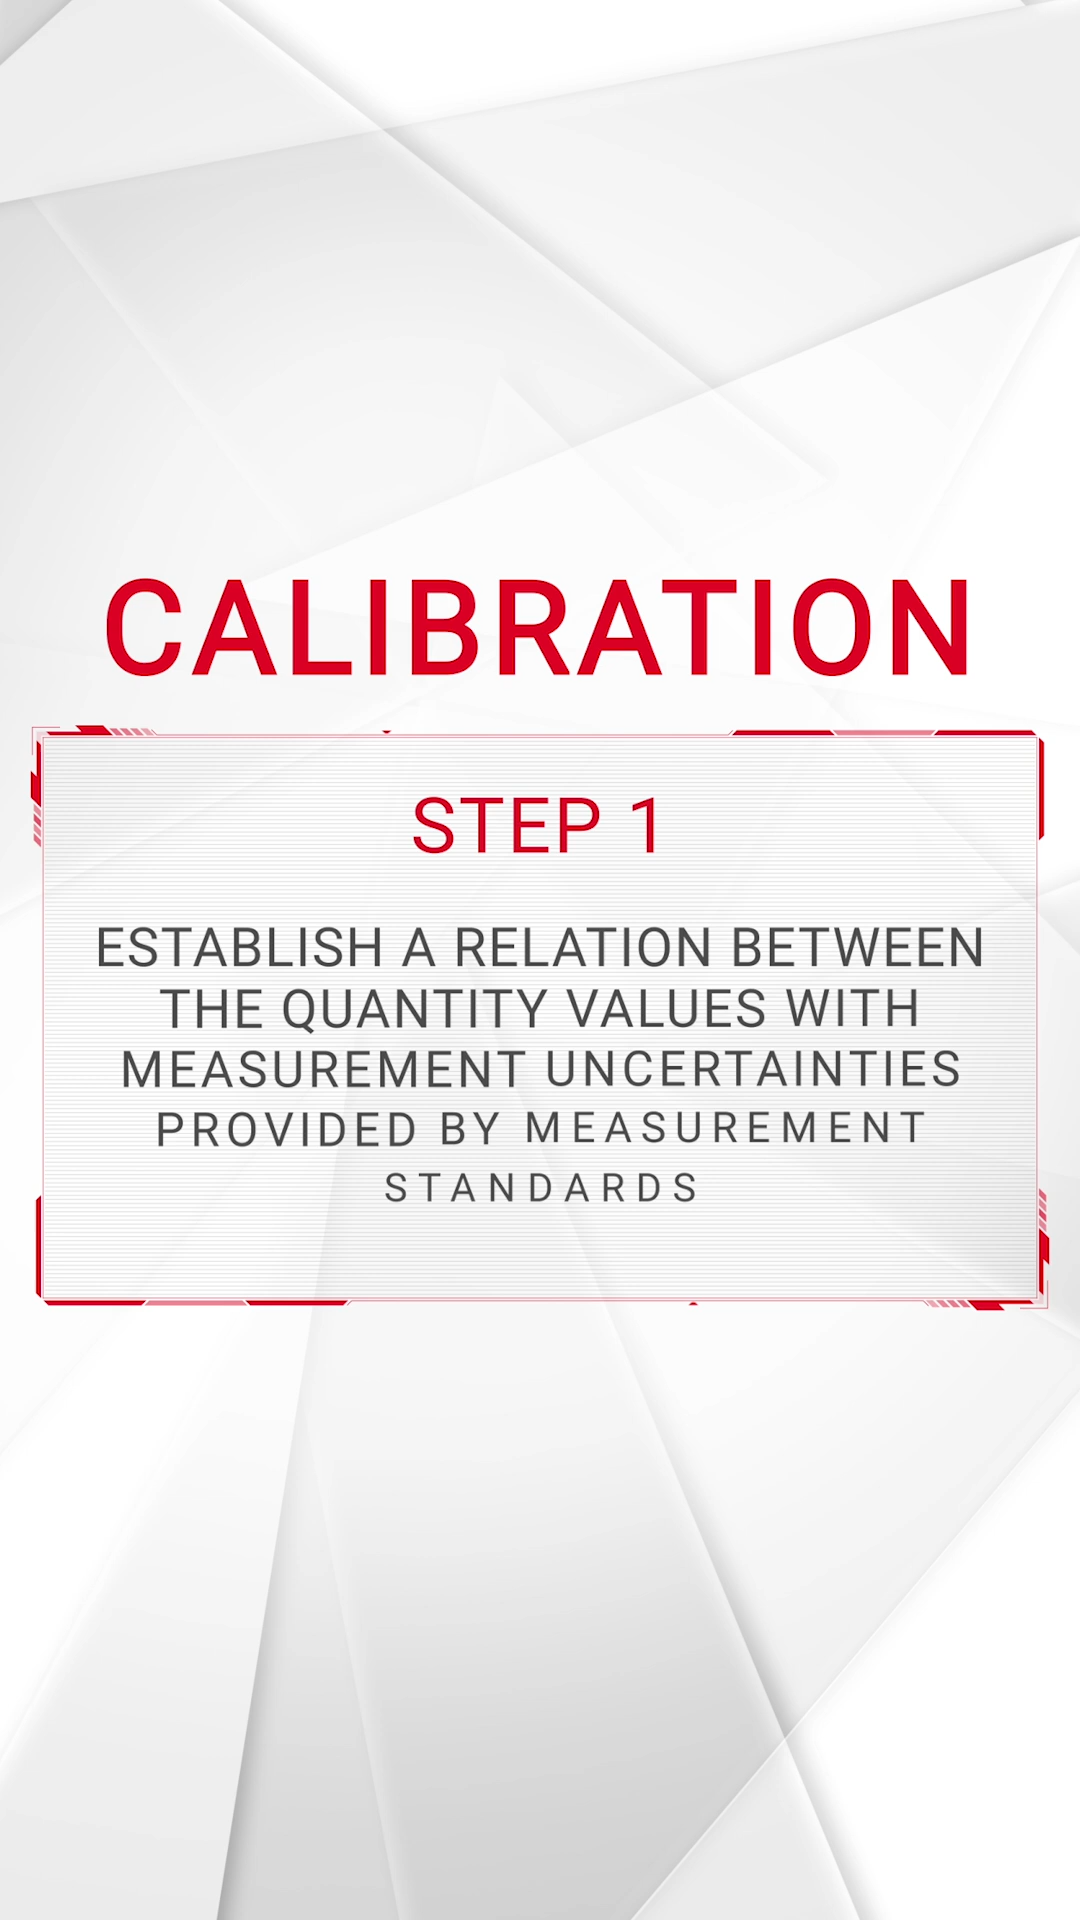 CALIBRATION
STEP 1
ESTABLISH A RELATION BETWEEN
THE QUANTITY VALUES WITH
MEASUREMENT UNCERTAINTIES
PROVIDED BY MEASUREMENT
STANDARDS